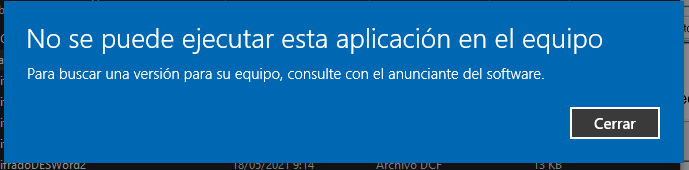 No se puede ejecutar esta aplicación en el equipo
Para buscar una versión para su equipo, consulte con el anunciante del software.
Cerrar
ifradoDESWord2 18/05/2021 9:14 Archivo DCF 13 KB